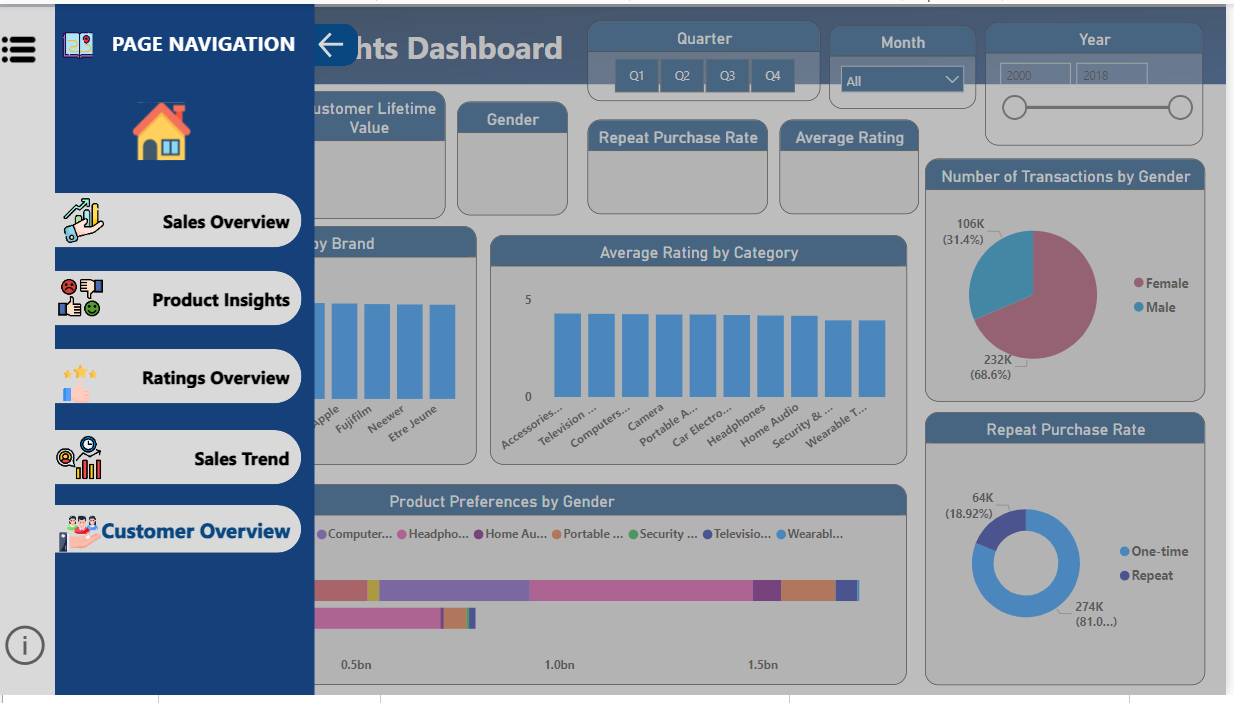 PAGE NAVIGATION
Sales Overview
Product Insights
Ratings Overview
Sales Trend
Customer Overview
hts Dashboard
Quarter
Q1 Q2 Q3 Q4
Month
All
Year
2000 2018
ustomer Lifetime
Value
Gender
Repeat Purchase Rate
Average Rating
by Brand
Apple
Fujifilm
Neewer
Etre Jeune
Average Rating by Category
5
0
Accessories...
Television ...
Computers...
Camera
Portable A...
Car Electro...
Headphones
Home Audio
Security & ...
Wearable T...
Number of Transactions by Gender
106K
(31.4%)
232K
(68.6%)
Female
Male
Product Preferences by Gender
Computer... Headpho... Home Au... Portable ... Security ... Televisio... Wearabl...
0.5bn 1.0bn 1.5bn
Repeat Purchase Rate
64K
(18.92%)
274K
(81.0...)
One-time
Repeat